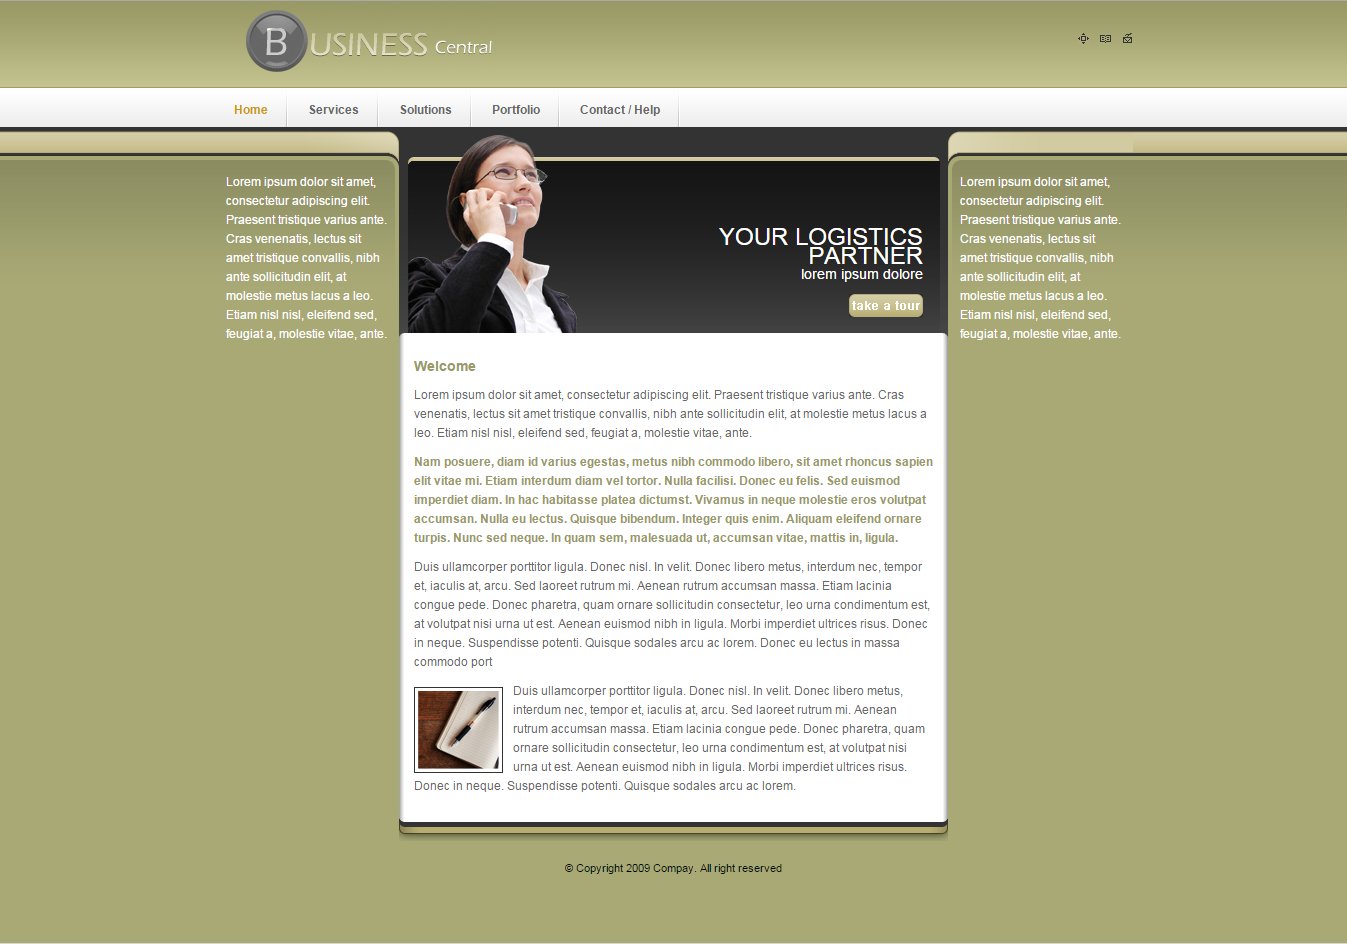 BUSINESS Central
Home
Services
Solutions
Portfolio
Contact / Help
Lorem ipsum dolor sit amet,
consectetur adipiscing elit.
Praesent tristique varius ante.
Cras venenatis, lectus sit
amet tristique convallis, nibh
ante sollicitudin elit, at
molestie metus lacus a leo.
Etiam nisl nisl, eleifend sed,
feugiat a, molestie vitae, ante.
YOUR LOGISTICS
PARTNER
lorem ipsum dolore
take a tour
Welcome
Lorem ipsum dolor sit amet, consectetur adipiscing elit. Praesent tristique varius ante. Cras
venenatis, lectus sit amet tristique convallis, nibh ante sollicitudin elit, at molestie metus lacus a
leo. Etiam nisl nisl, eleifend sed, feugiat a, molestie vitae, ante.
Nam posuere, diam id varius egestas, metus nibh commodo libero, sit amet rhoncus sapien
elit vitae mi. Etiam interdum diam vel tortor. Nulla facilisi. Donec eu felis. Sed euismod
imperdiet diam. In hac habitasse platea dictumst. Vivamus in neque molestie eros volutpat
accumsan. Nulla eu lectus. Quisque bibendum. Integer quis enim. Aliquam eleifend ornare
turpis. Nunc sed neque. In quam sem, malesuada ut, accumsan vitae, mattis in, ligula.
Duis ullamcorper porttitor ligula. Donec nisl. In velit. Donec libero metus, interdum nec, tempor
et, iaculis at, arcu. Sed laoreet rutrum mi. Aenean rutrum accumsan massa. Etiam lacinia
congue pede. Donec pharetra, quam ornare sollicitudin consectetur, leo urna condimentum est,
at volutpat nisi urna ut est. Aenean euismod nibh in ligula. Morbi imperdiet ultrices risus. Donec
in neque. Suspendisse potenti. Quisque sodales arcu ac lorem. Donec eu lectus in massa
commodo port
Duis ullamcorper porttitor ligula. Donec nisl. In velit. Donec libero metus,
interdum nec, tempor et, iaculis at, arcu. Sed laoreet rutrum mi. Aenean
rutrum accumsan massa. Etiam lacinia congue pede. Donec pharetra, quam
ornare sollicitudin consectetur, leo urna condimentum est, at volutpat nisi
urna ut est. Aenean euismod nibh in ligula. Morbi imperdiet ultrices risus.
Donec in neque. Suspendisse potenti. Quisque sodales arcu ac lorem.
Lorem ipsum dolor sit amet,
consectetur adipiscing elit.
Praesent tristique varius ante.
Cras venenatis, lectus sit
amet tristique convallis, nibh
ante sollicitudin elit, at
molestie metus lacus a leo.
Etiam nisl nisl, eleifend sed,
feugiat a, molestie vitae, ante.
© Copyright 2009 Compay. All right reserved